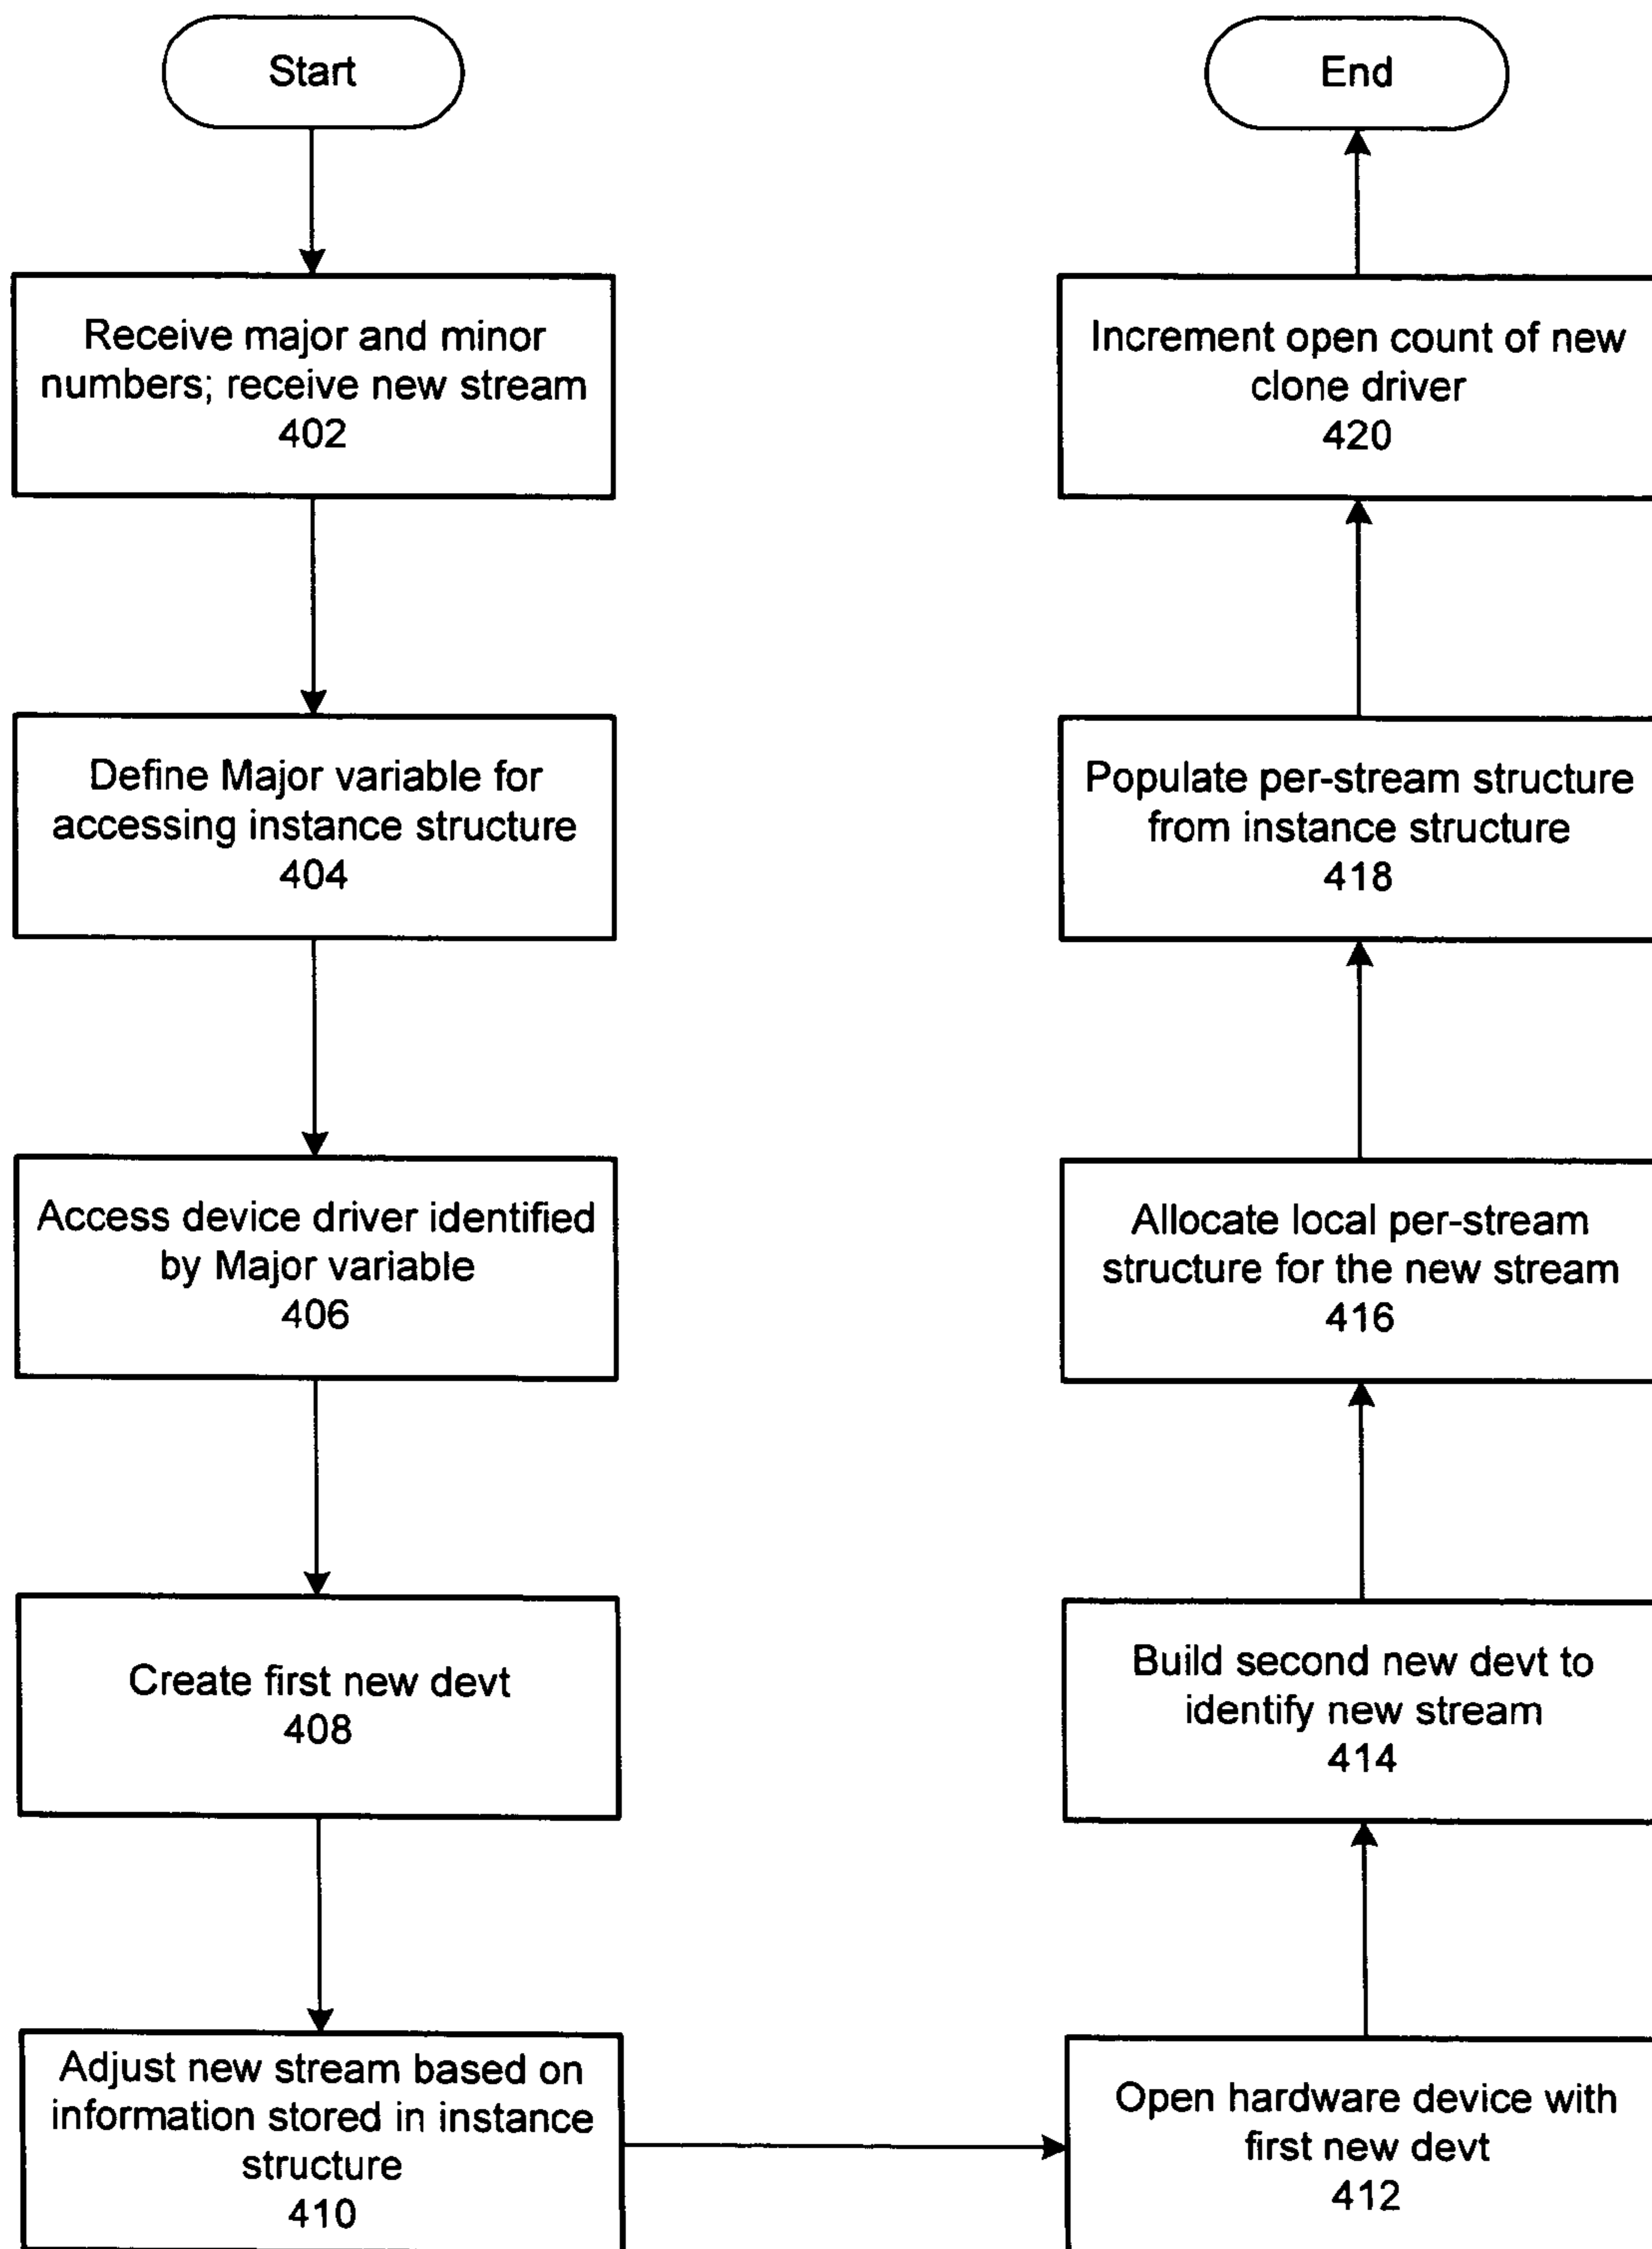 Start
Receive major and minor
numbers; receive new stream
402
Define Major variable for
accessing instance structure
404
Access device driver identified
by Major variable
406
Create first new devt
408
Adjust new stream based on
information stored in instance
structure
410
Open hardware device with
first new devt
412
Build second new devt to
identify new stream
414
Allocate local per-stream
structure for the new stream
416
Populate per-stream structure
from instance structure
418
Increment open count of new
clone driver
420
End